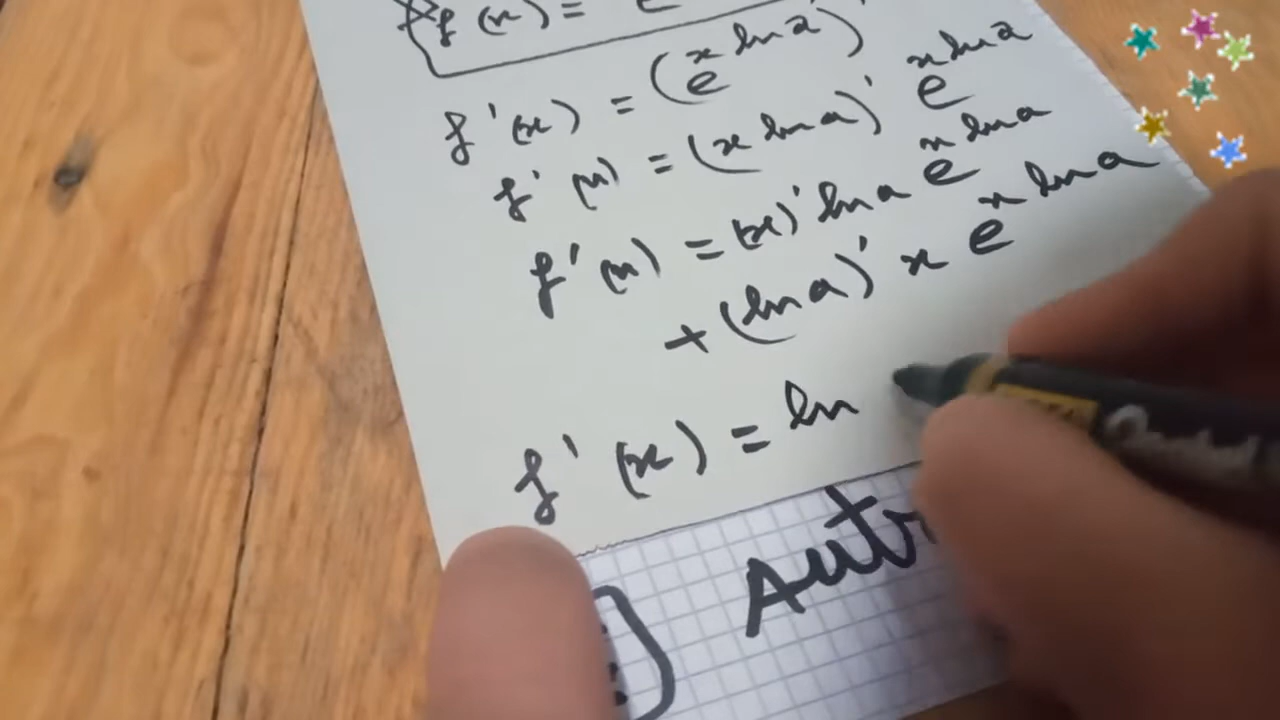 f(x) = e
f'(x) = (e^{x ln a})'
f'(x) = (x ln a)' e^{x ln a}
f'(x) = (x)' ln a e^{x ln a}
+ (ln a)' x e^{x ln a}
f'(x) = ln
Autr